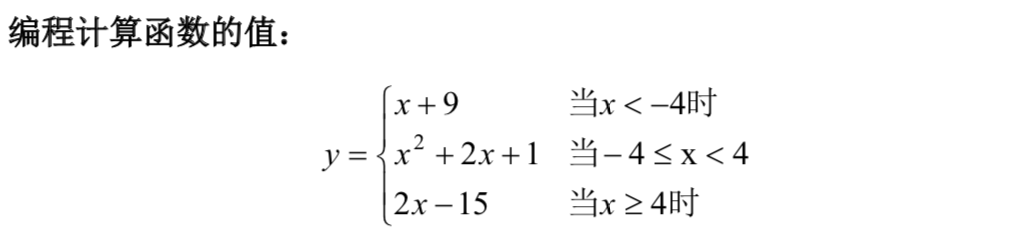 编程计算函数的值：
x + 9 当x < −4时
y = { x² + 2x + 1 当 − 4 ≤ x < 4
2x − 15 当x ≥ 4时